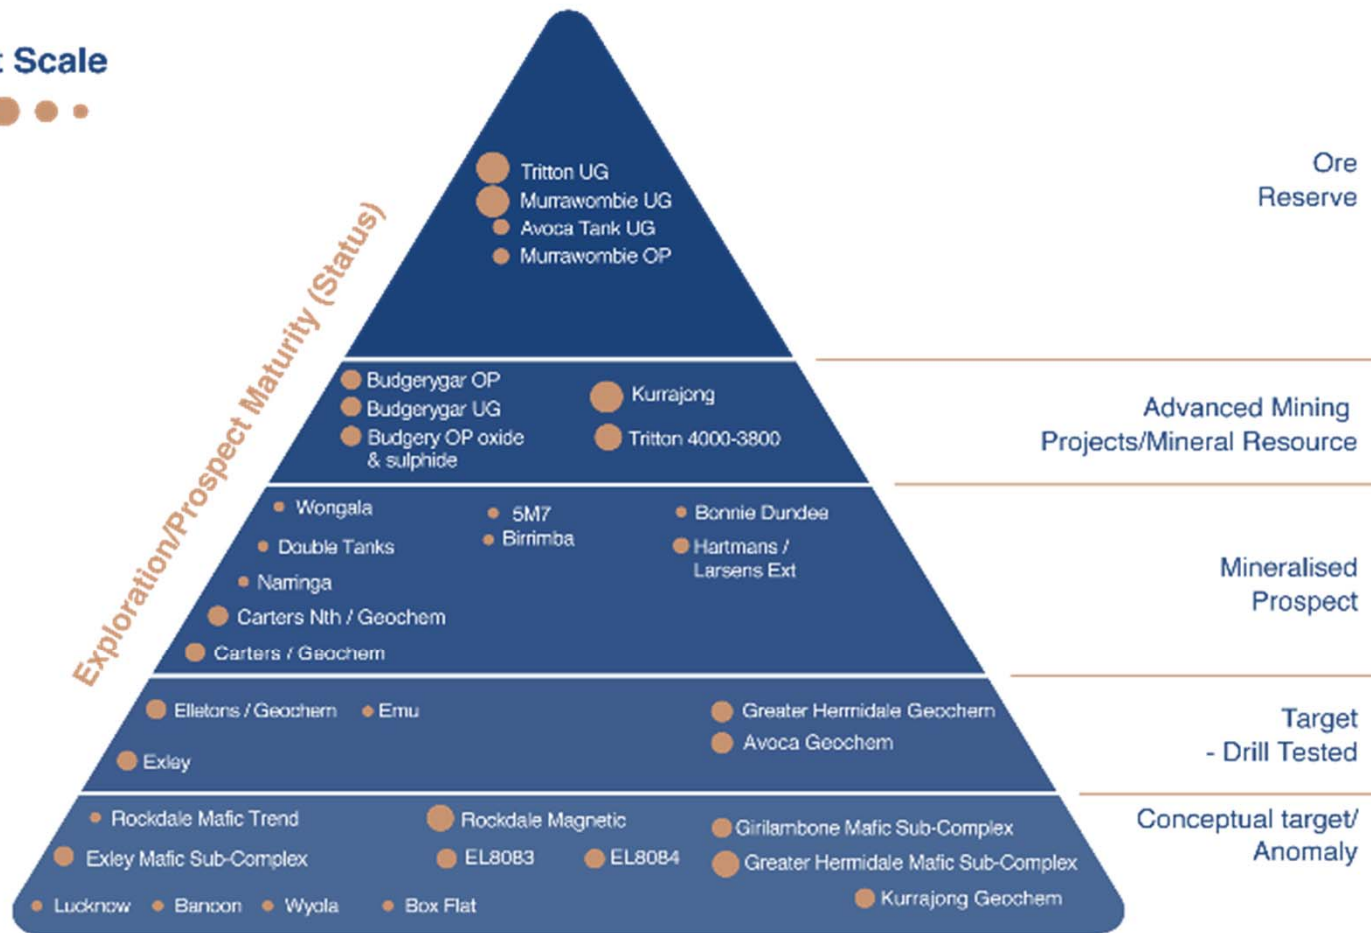 t Scale
Exploration/Prospect Maturity (Status)
Tritton UG
Murrawombie UG
Avoca Tank UG
Murrawombie OP
Ore
Reserve
Budgerygar OP
Budgerygar UG
Budgery OP oxide
& sulphide
Kurrajong
Tritton 4000-3800
Advanced Mining
Projects/Mineral Resource
Wongala
Double Tanks
Narringa
Carters Nth / Geochem
Carters / Geochem
5M7
Birrimba
Bonnie Dundee
Hartmans /
Larsens Ext
Mineralised
Prospect
Elletons / Geochem
Emu
Exley
Greater Hermidale Geochem
Avoca Geochem
Target
- Drill Tested
Rockdale Mafic Trend
Rockdale Magnetic
Girilambone Mafic Sub-Complex
Exley Mafic Sub-Complex
EL8083
EL8084
Greater Hermidale Mafic Sub-Complex
Lucknow
Banoon
Wyola
Box Flat
Kurrajong Geochem
Conceptual target/
Anomaly